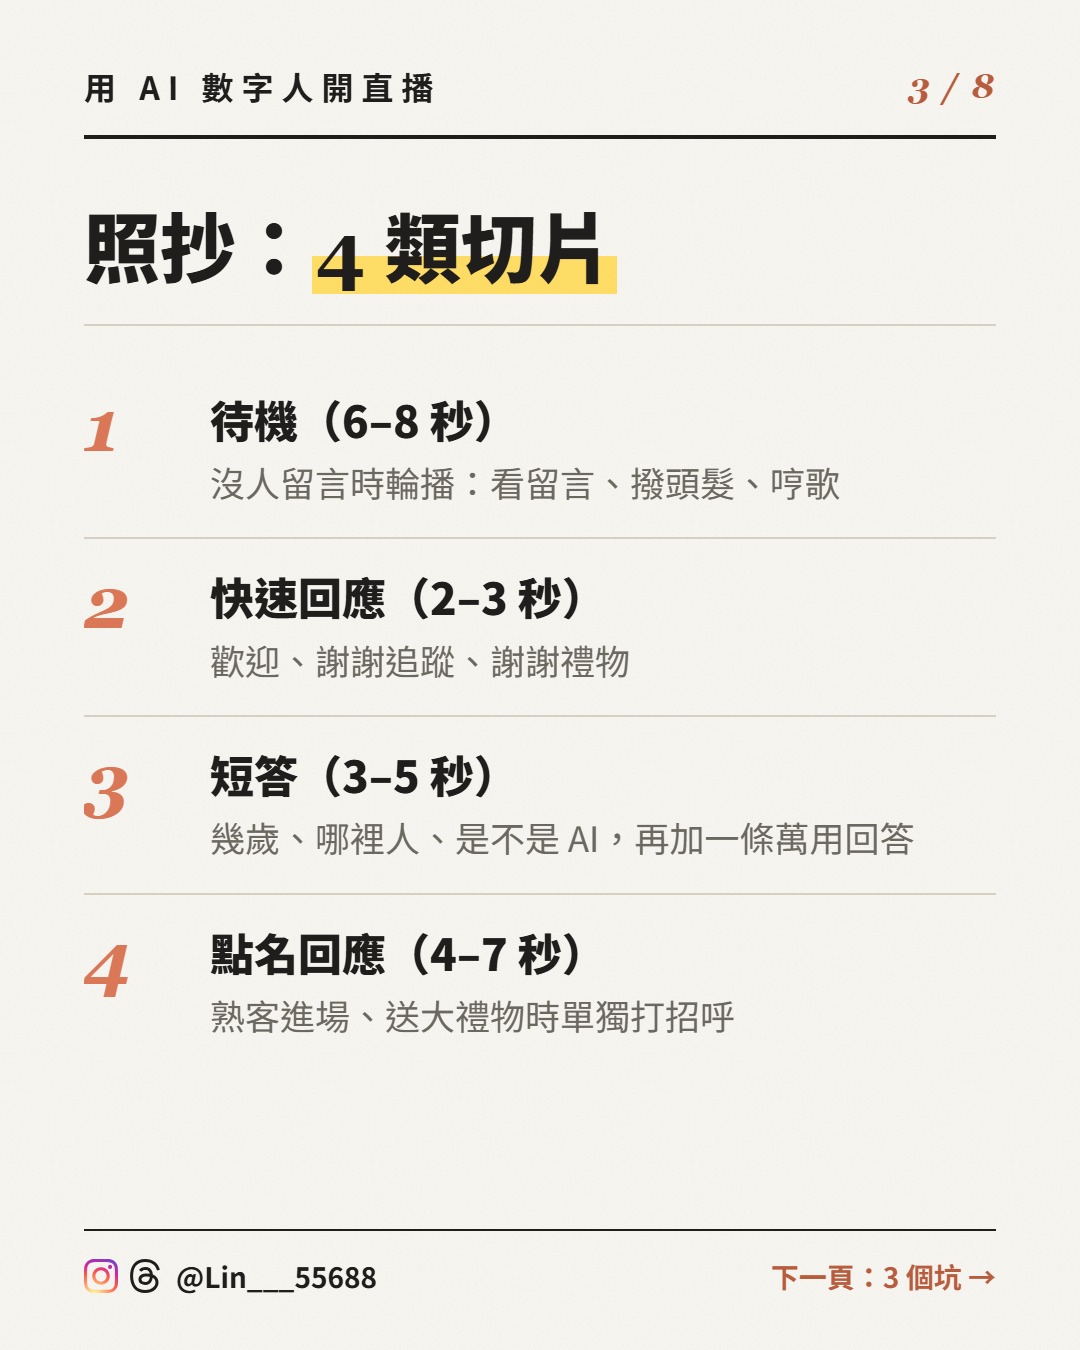 用 AI 數字人開直播
3 / 8
照抄：4 類切片
1
待機（6–8 秒）
沒人留言時輪播：看留言、撥頭髮、哼歌
2
快速回應（2–3 秒）
歡迎、謝謝追蹤、謝謝禮物
3
短答（3–5 秒）
幾歲、哪裡人、是不是 AI，再加一條萬用回答
4
點名回應（4–7 秒）
熟客進場、送大禮物時單獨打招呼
@Lin___55688
下一頁：3 個坑 →